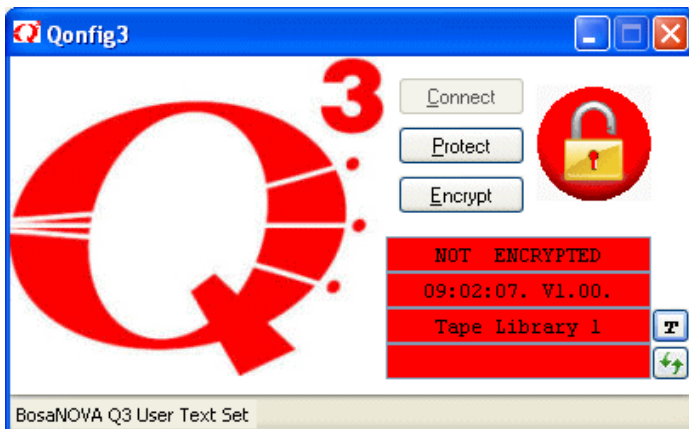 Qonfig3
Q3
Connect
Protect
Encrypt
NOT ENCRYPTED
09:02:07. V1.00.
Tape Library 1
T
BosaNOVA Q3 User Text Set